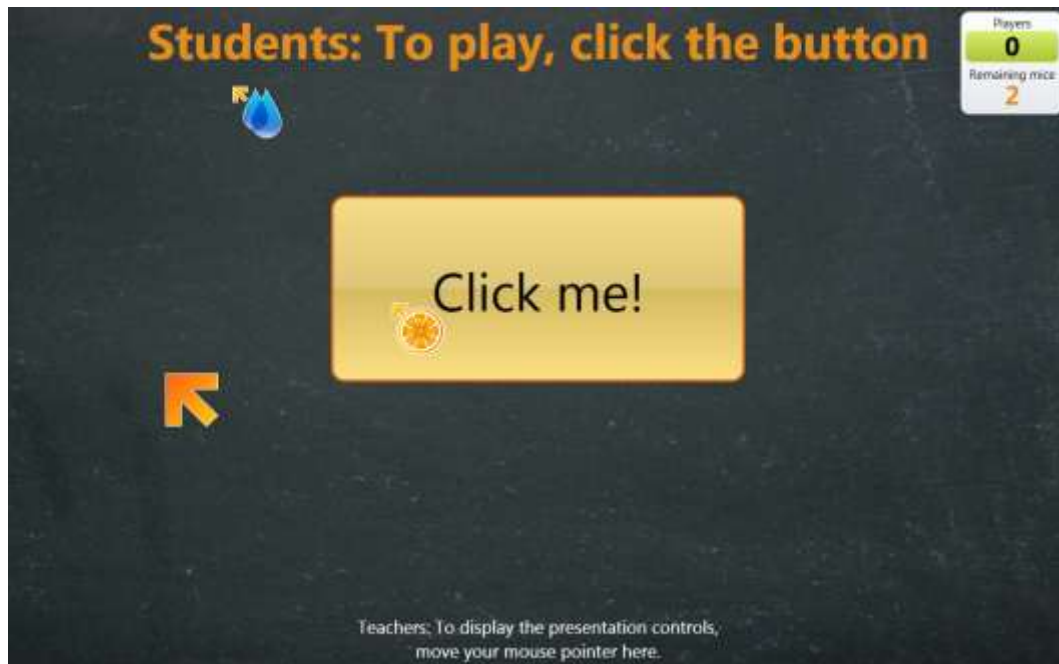 Students: To play, click the button
Players
0
Remaining mice
2
Click me!
Teachers: To display the presentation controls,
move your mouse pointer here.